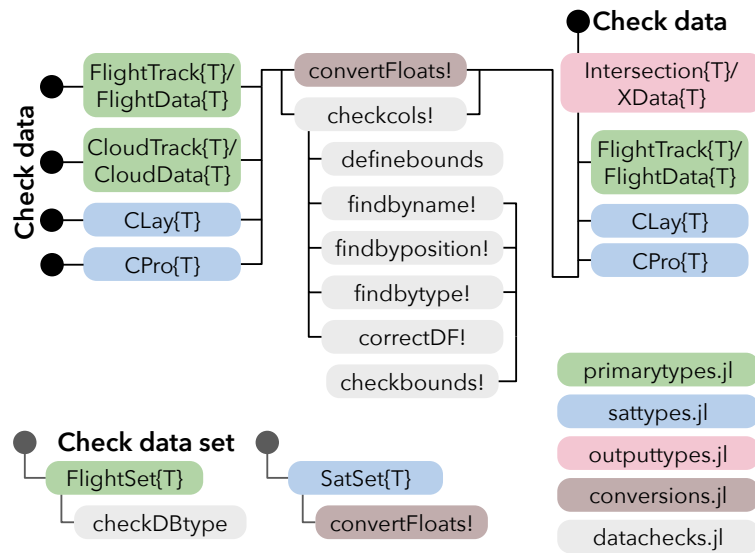 Check data
FlightTrack{T}/
FlightData{T}
CloudTrack{T}/
CloudData{T}
CLay{T}
CPro{T}
convertFloats!
checkcols!
definebounds
findbyname!
findbyposition!
findbytype!
correctDF!
checkbounds!
Check data
Intersection{T}/
XData{T}
FlightTrack{T}/
FlightData{T}
CLay{T}
CPro{T}
Check data set
FlightSet{T}
checkDBtype
SatSet{T}
convertFloats!
primarytypes.jl
sattypes.jl
outputtypes.jl
conversions.jl
datachecks.jl